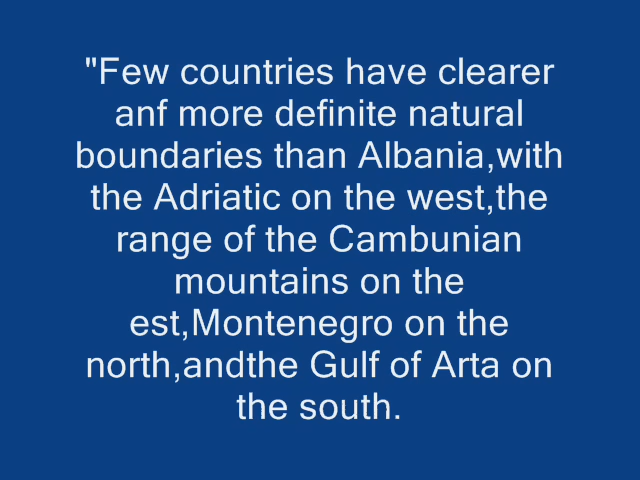 "Few countries have clearer
anf more definite natural
boundaries than Albania,with
the Adriatic on the west,the
range of the Cambunian
mountains on the
est,Montenegro on the
north,andthe Gulf of Arta on
the south.